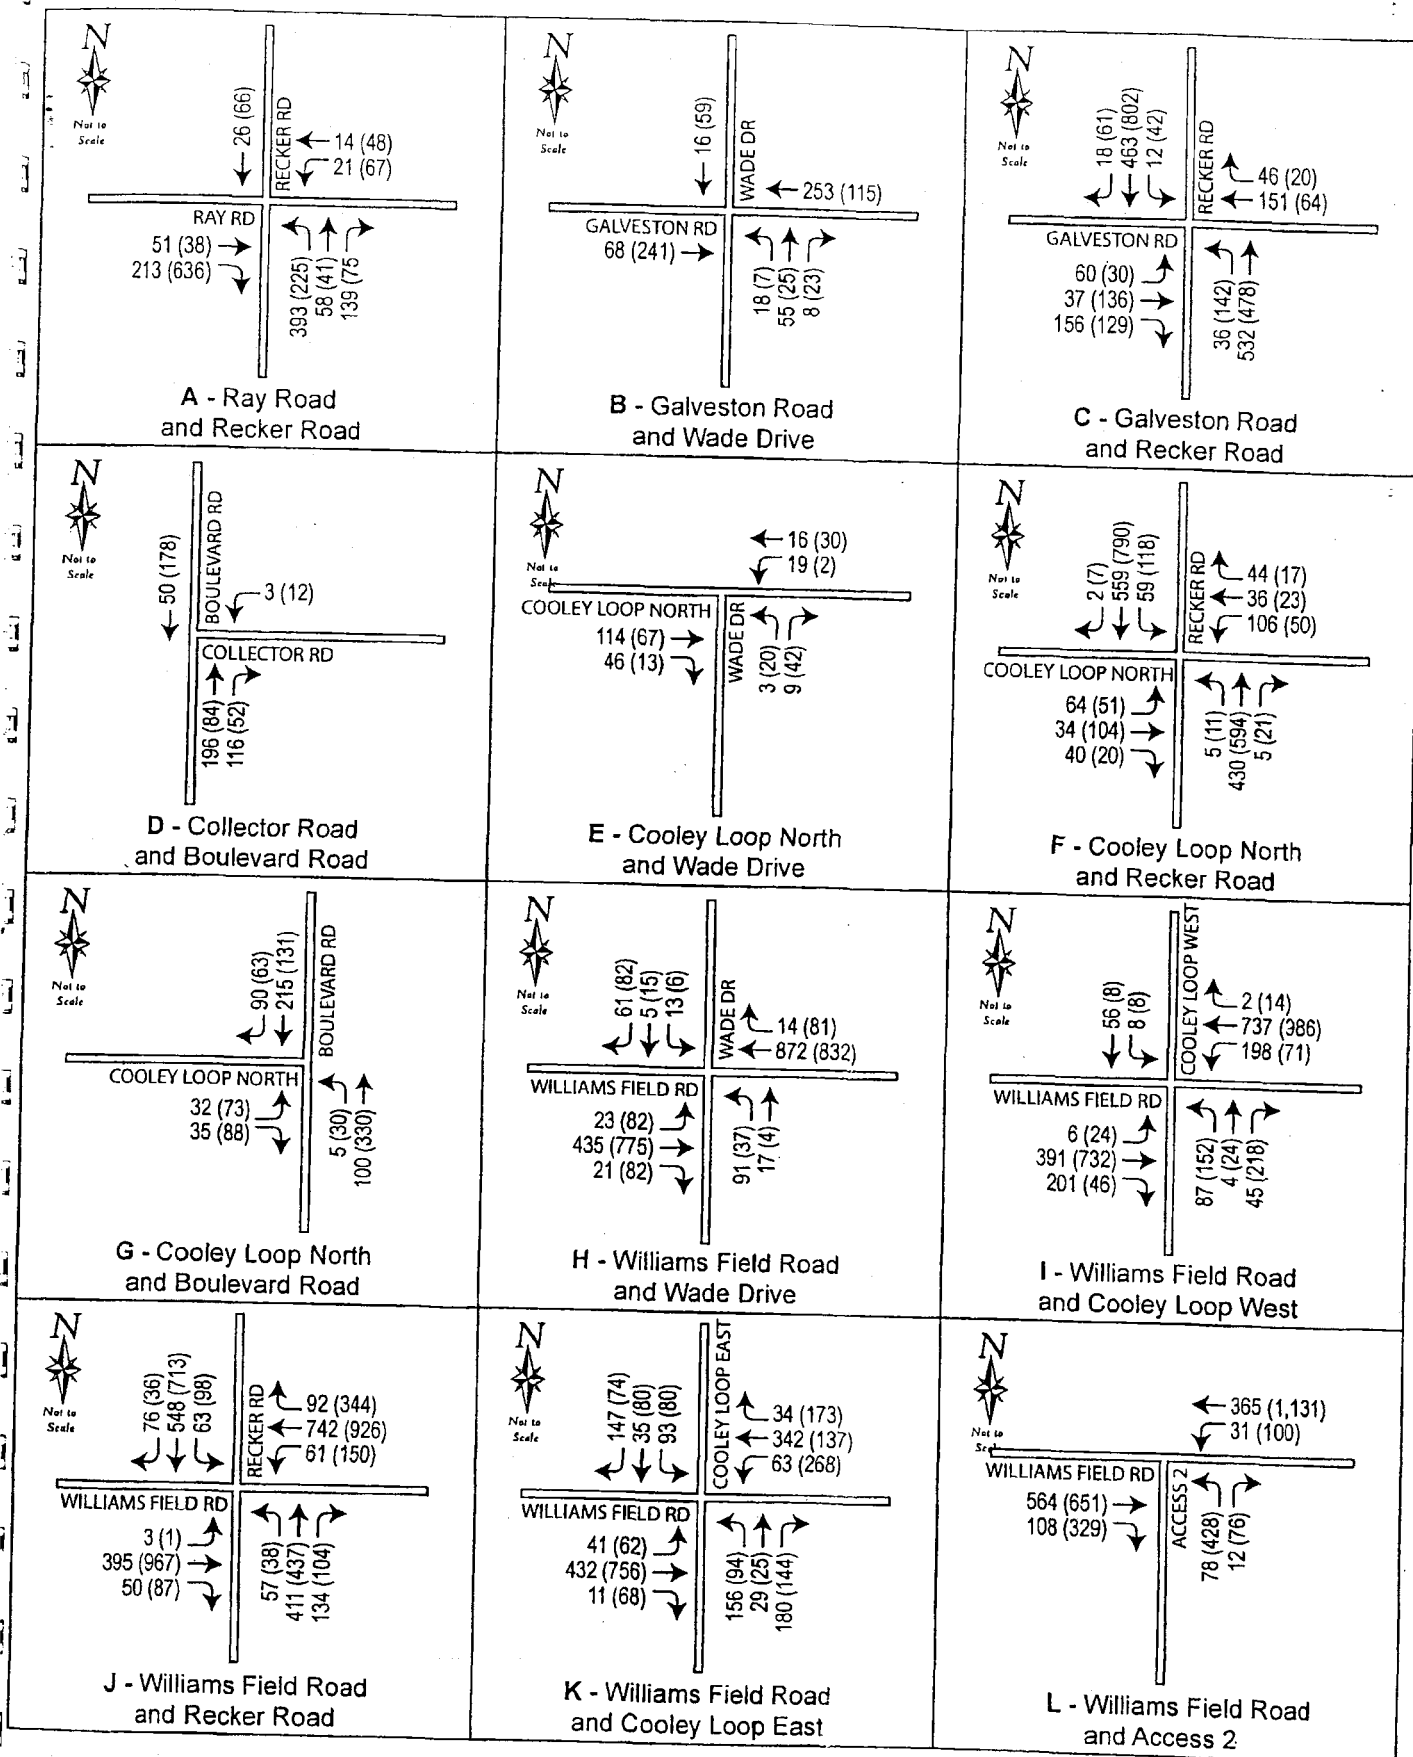 N
Not to
Scale
26 (66)
RECKER RD
14 (48)
21 (67)
RAY RD
51 (38)
213 (636)
393 (225)
58 (41)
139 (75
A - Ray Road
and Recker Road
N
Not to
Scale
16 (59)
WADE DR
253 (115)
GALVESTON RD
68 (241)
18 (7)
55 (25)
8 (23)
B - Galveston Road
and Wade Drive
N
Not to
Scale
18 (61)
463 (802)
12 (42)
RECKER RD
46 (20)
151 (64)
GALVESTON RD
60 (30)
37 (136)
156 (129)
36 (142)
532 (478)
C - Galveston Road
and Recker Road
N
Not to
Scale
50 (178)
BOULEVARD RD
3 (12)
COLLECTOR RD
196 (84)
116 (52)
D - Collector Road
and Boulevard Road
N
Not to
Scale
16 (30)
19 (2)
COOLEY LOOP NORTH
114 (67)
46 (13)
WADE DR
3 (20)
9 (42)
E - Cooley Loop North
and Wade Drive
N
Not to
Scale
2 (7)
559 (790)
59 (118)
RECKER RD
44 (17)
36 (23)
106 (50)
COOLEY LOOP NORTH
64 (51)
34 (104)
40 (20)
5 (11)
430 (594)
5 (21)
F - Cooley Loop North
and Recker Road
N
Not to
Scale
90 (63)
215 (131)
BOULEVARD RD
COOLEY LOOP NORTH
32 (73)
35 (88)
5 (30)
100 (330)
G - Cooley Loop North
and Boulevard Road
N
Not to
Scale
61 (82)
5 (15)
13 (6)
WADE DR
14 (81)
872 (832)
WILLIAMS FIELD RD
23 (82)
435 (775)
21 (82)
91 (37)
17 (4)
H - Williams Field Road
and Wade Drive
N
Not to
Scale
56 (8)
8 (8)
COOLEY LOOP WEST
2 (14)
737 (986)
198 (71)
WILLIAMS FIELD RD
6 (24)
391 (732)
201 (46)
87 (152)
4 (24)
45 (218)
I - Williams Field Road
and Cooley Loop West
N
Not to
Scale
76 (36)
548 (713)
63 (98)
RECKER RD
92 (344)
742 (926)
61 (150)
WILLIAMS FIELD RD
3 (1)
395 (967)
50 (87)
57 (38)
411 (437)
134 (104)
J - Williams Field Road
and Recker Road
N
Not to
Scale
147 (74)
35 (80)
93 (80)
COOLEY LOOP EAST
34 (173)
342 (137)
63 (268)
WILLIAMS FIELD RD
41 (62)
432 (756)
11 (68)
156 (94)
29 (25)
180 (144)
K - Williams Field Road
and Cooley Loop East
N
Not to
Scale
365 (1,131)
31 (100)
WILLIAMS FIELD RD
564 (651)
108 (329)
ACCESS 2
78 (428)
12 (76)
L - Williams Field Road
and Access 2